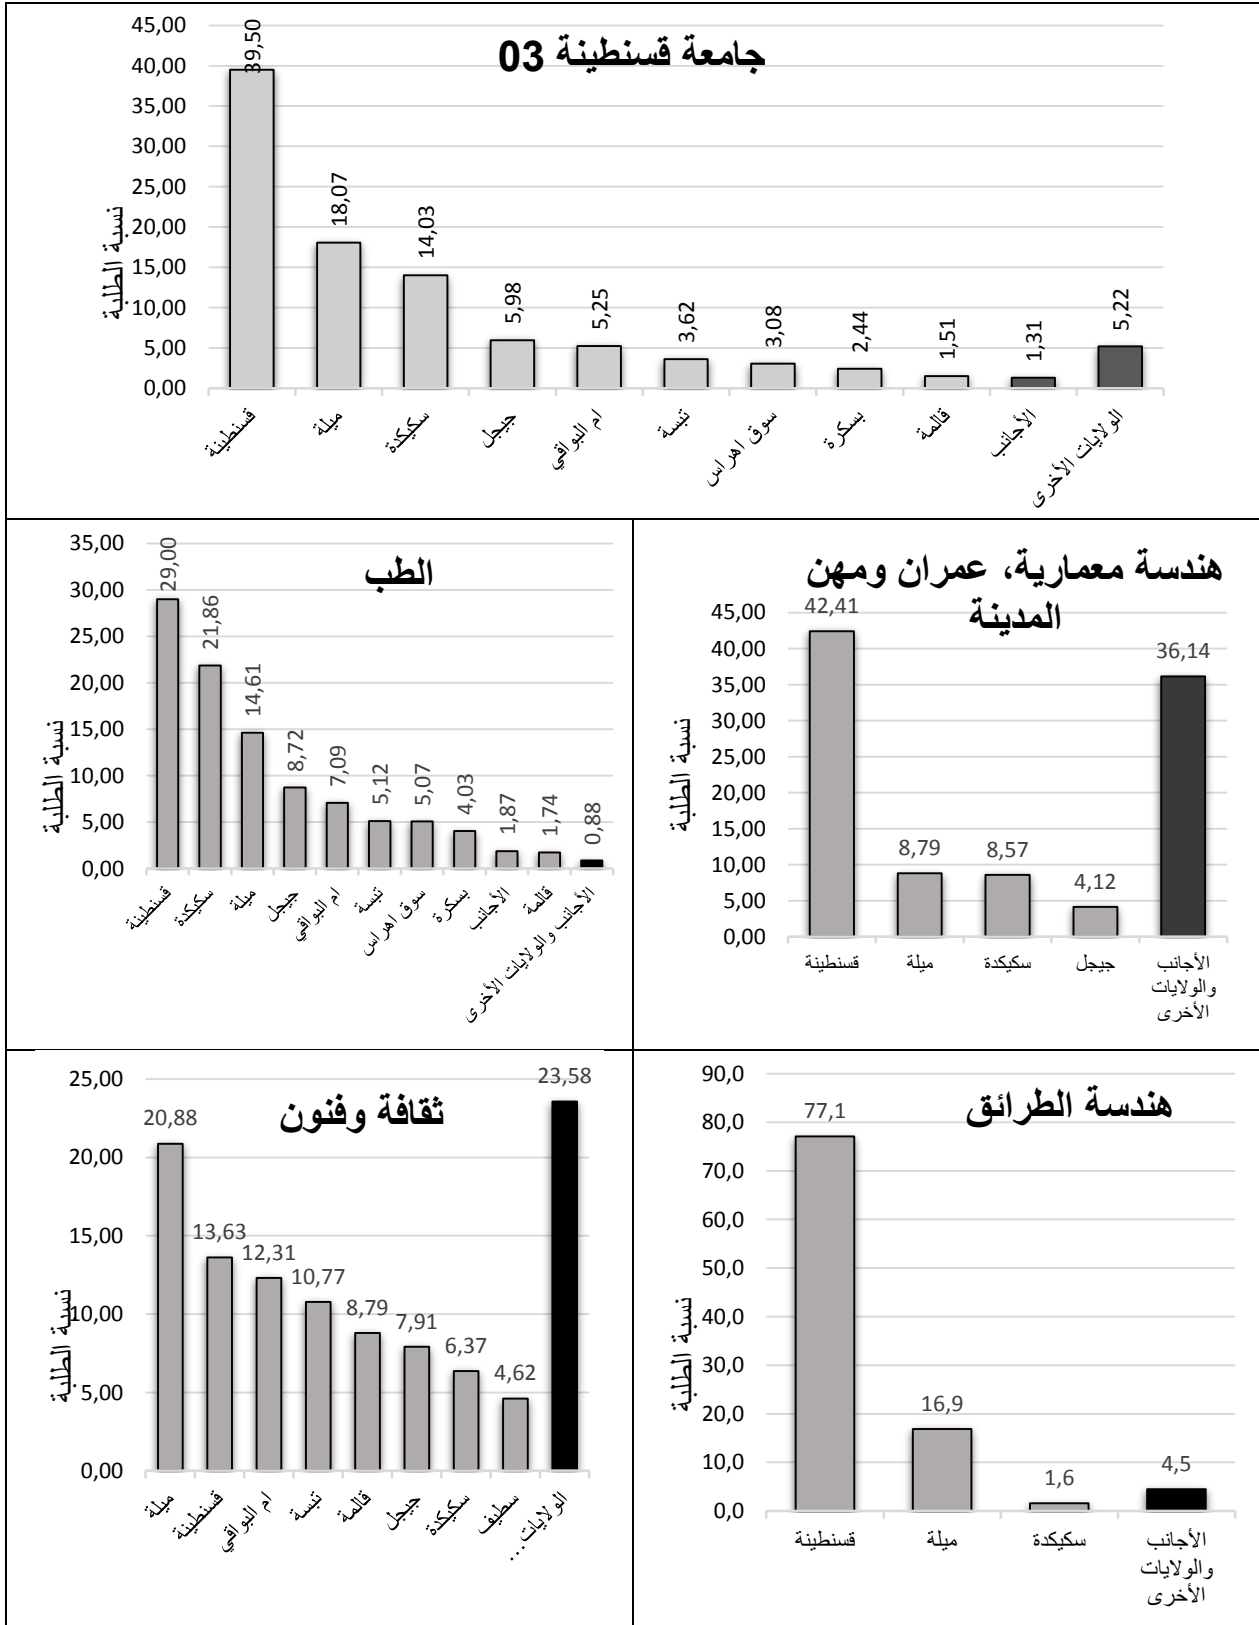 جامعة قسنطينة 03
نسبة الطلبة
45,00
40,00
35,00
30,00
25,00
20,00
15,00
10,00
5,00
0,00
39,50
18,07
14,03
5,98
5,25
3,62
3,08
2,44
1,51
1,31
5,22
قسنطينة
ميلة
سكيكدة
جيجل
ام البواقي
تبسة
سوق اهراس
بسكرة
قالمة
الأجانب
الولايات الأخرى
هندسة معمارية، عمران ومهن
المدينة
نسبة الطلبة
45,00
40,00
35,00
30,00
25,00
20,00
15,00
10,00
5,00
0,00
42,41
8,79
8,57
4,12
36,14
قسنطينة
ميلة
سكيكدة
جيجل
الأجانب
والولايات
الأخرى
الطب
نسبة الطلبة
35,00
30,00
25,00
20,00
15,00
10,00
5,00
0,00
29,00
21,86
14,61
8,72
7,09
5,12
5,07
4,03
1,87
1,74
0,88
قسنطينة
سكيكدة
ميلة
جيجل
ام البواقي
تبسة
سوق اهراس
بسكرة
الأجانب
قالمة
الأجانب والولايات الأخرى
هندسة الطرائق
نسبة الطلبة
90,0
80,0
70,0
60,0
50,0
40,0
30,0
20,0
10,0
0,0
77,1
16,9
1,6
4,5
قسنطينة
ميلة
سكيكدة
الأجانب
والولايات
الأخرى
ثقافة وفنون
نسبة الطلبة
25,00
20,00
15,00
10,00
5,00
0,00
20,88
13,63
12,31
10,77
8,79
7,91
6,37
4,62
23,58
ميلة
قسنطينة
ام البواقي
تبسة
قالمة
جيجل
سكيكدة
سطيف
الولايات…